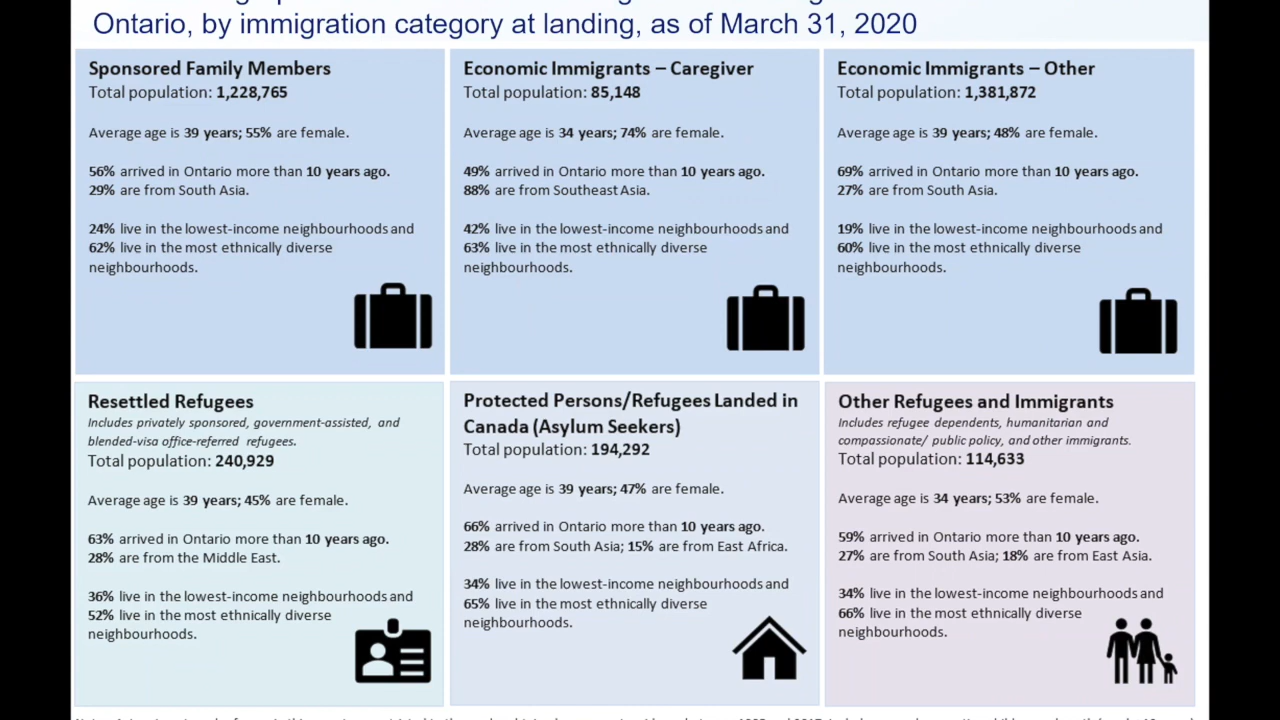 Ontario, by immigration category at landing, as of March 31, 2020
Sponsored Family Members
Total population: 1,228,765
Average age is 39 years; 55% are female.
56% arrived in Ontario more than 10 years ago.
29% are from South Asia.
24% live in the lowest-income neighbourhoods and
62% live in the most ethnically diverse
neighbourhoods.
Economic Immigrants – Caregiver
Total population: 85,148
Average age is 34 years; 74% are female.
49% arrived in Ontario more than 10 years ago.
88% are from Southeast Asia.
42% live in the lowest-income neighbourhoods and
63% live in the most ethnically diverse
neighbourhoods.
Economic Immigrants – Other
Total population: 1,381,872
Average age is 39 years; 48% are female.
69% arrived in Ontario more than 10 years ago.
27% are from South Asia.
19% live in the lowest-income neighbourhoods and
60% live in the most ethnically diverse
neighbourhoods.
Resettled Refugees
Includes privately sponsored, government-assisted, and
blended-visa office-referred refugees.
Total population: 240,929
Average age is 39 years; 45% are female.
63% arrived in Ontario more than 10 years ago.
28% are from the Middle East.
36% live in the lowest-income neighbourhoods and
52% live in the most ethnically diverse
neighbourhoods.
Protected Persons/Refugees Landed in
Canada (Asylum Seekers)
Total population: 194,292
Average age is 39 years; 47% are female.
66% arrived in Ontario more than 10 years ago.
28% are from South Asia; 15% are from East Africa.
34% live in the lowest-income neighbourhoods and
65% live in the most ethnically diverse
neighbourhoods.
Other Refugees and Immigrants
Includes refugee dependents, humanitarian and
compassionate/ public policy, and other immigrants.
Total population: 114,633
Average age is 34 years; 53% are female.
59% arrived in Ontario more than 10 years ago.
27% are from South Asia; 18% are from East Asia.
34% live in the lowest-income neighbourhoods and
66% live in the most ethnically diverse
neighbourhoods.